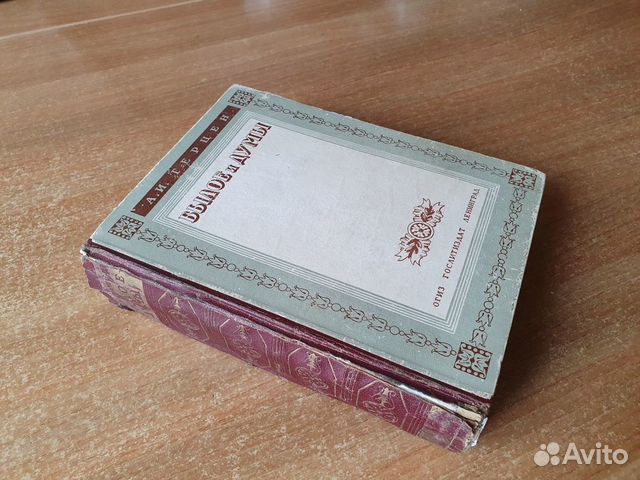 А.И. ГЕРЦЕН
БЫЛОЕ И ДУМЫ
ОГИЗ ГОСЛИТИЗДАТ ЛЕНИНГРАД
Avito